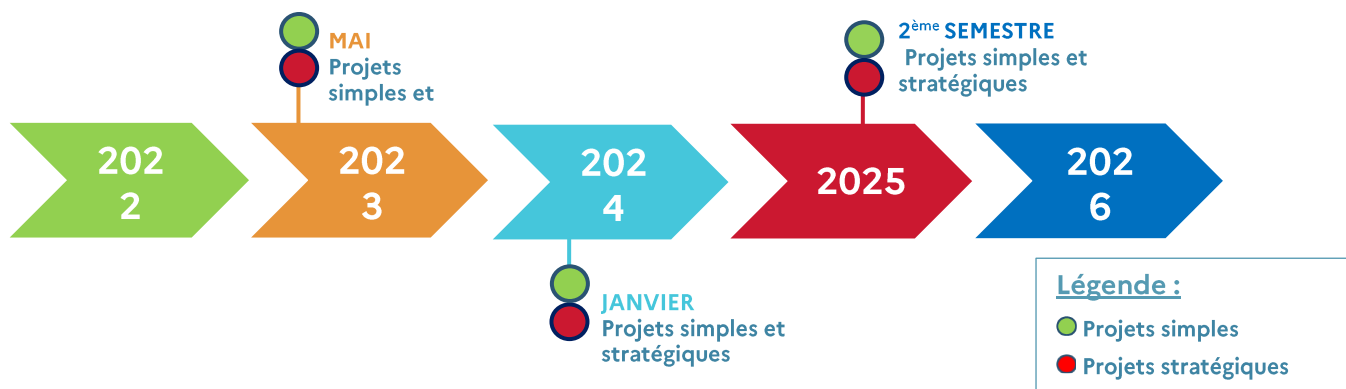 MAI
Projets
simples et
2ème SEMESTRE
Projets simples et
stratégiques
202
2
202
3
202
4
2025
202
6
JANVIER
Projets simples et
stratégiques
Légende :
Projets simples
Projets stratégiques